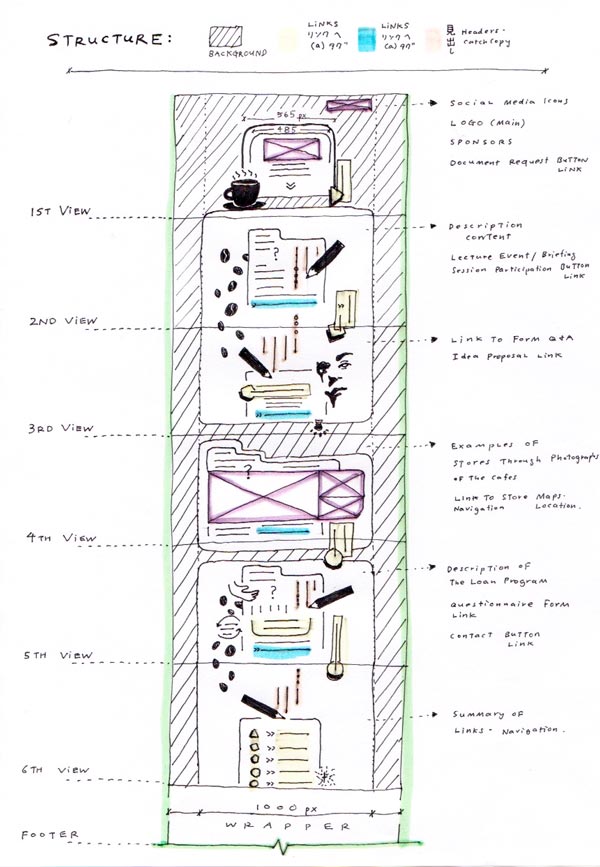 STRUCTURE:
BACKGROUND
LINKS
リンクへ
(a) タグ
LINKS
リンクへ
(a) タグ
見出し
Headers-
Catchcopy
565 px
485
Social Media Icons
LOGO (Main)
SPONSORS
Document Request Button
Link
1ST VIEW
Description
content
Lecture Event/Briefing
Session Participation Button
Link
?
2ND VIEW
Link To Form Q&A
Idea Proposal Link
3RD VIEW
Examples of
Stores Through Photographs
of The Cafes
Link To Store Maps-
Navigation Location.
?
4TH VIEW
Description of
The Loan Program
Questionnaire Form
Link
Contact Button
Link
?
5TH VIEW
Summary of
Links - Navigation.
6TH VIEW
1000 px
WRAPPER
FOOTER